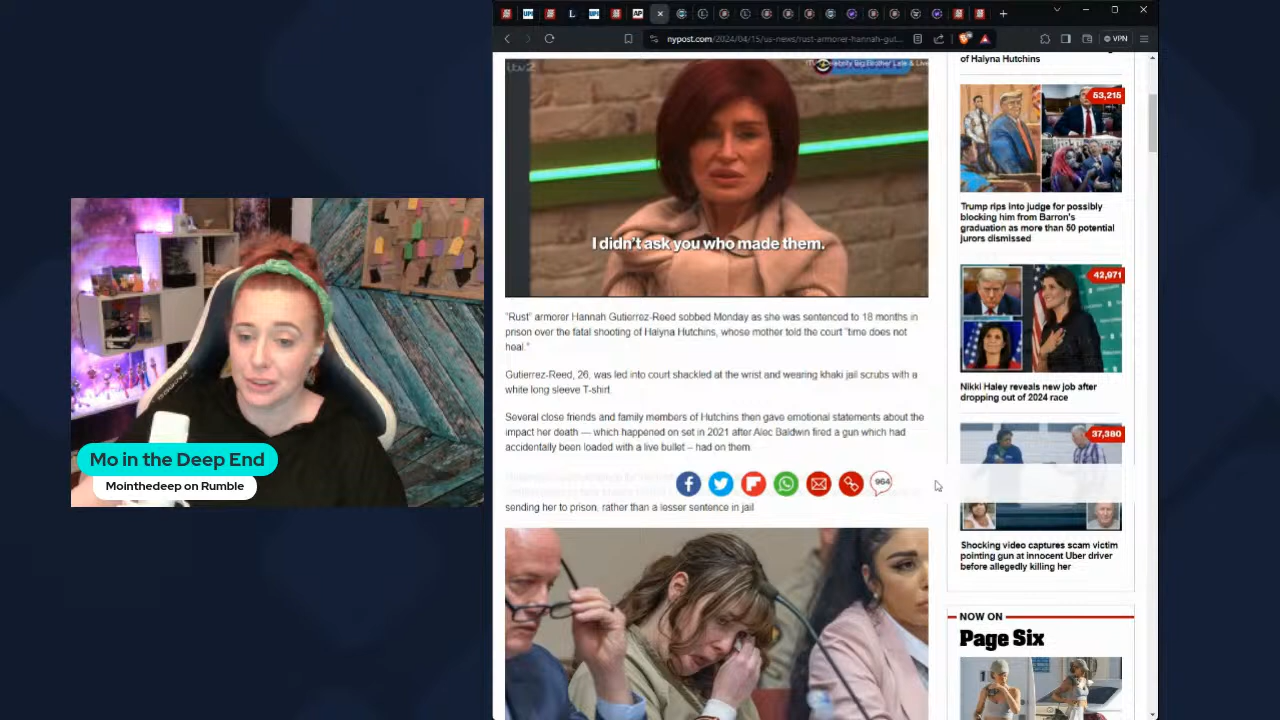 nypost.com/2024/04/15/us-news/rust-armorer-hannah-gut...
VPN
itv2
I didn't ask you who made them.
"Rust" armorer Hannah Gutierrez-Reed sobbed Monday as she was sentenced to 18 months in
prison over the fatal shooting of Halyna Hutchins, whose mother told the court "time does not
heal."
Gutierrez-Reed, 26, was led into court shackled at the wrist and wearing khaki jail scrubs with a
white long sleeve T-shirt.
Several close friends and family members of Hutchins then gave emotional statements about the
impact her death — which happened on set in 2021 after Alec Baldwin fired a gun which had
accidentally been loaded with a live bullet – had on them.
964
sending her to prison, rather than a lesser sentence in jail
of Halyna Hutchins
53,215
Trump rips into judge for possibly
blocking him from Barron's
graduation as more than 50 potential
jurors dismissed
42,971
Nikki Haley reveals new job after
dropping out of 2024 race
37,380
Shocking video captures scam victim
pointing gun at innocent Uber driver
before allegedly killing her
NOW ON
Page Six
Mo in the Deep End
Mointhedeep on Rumble